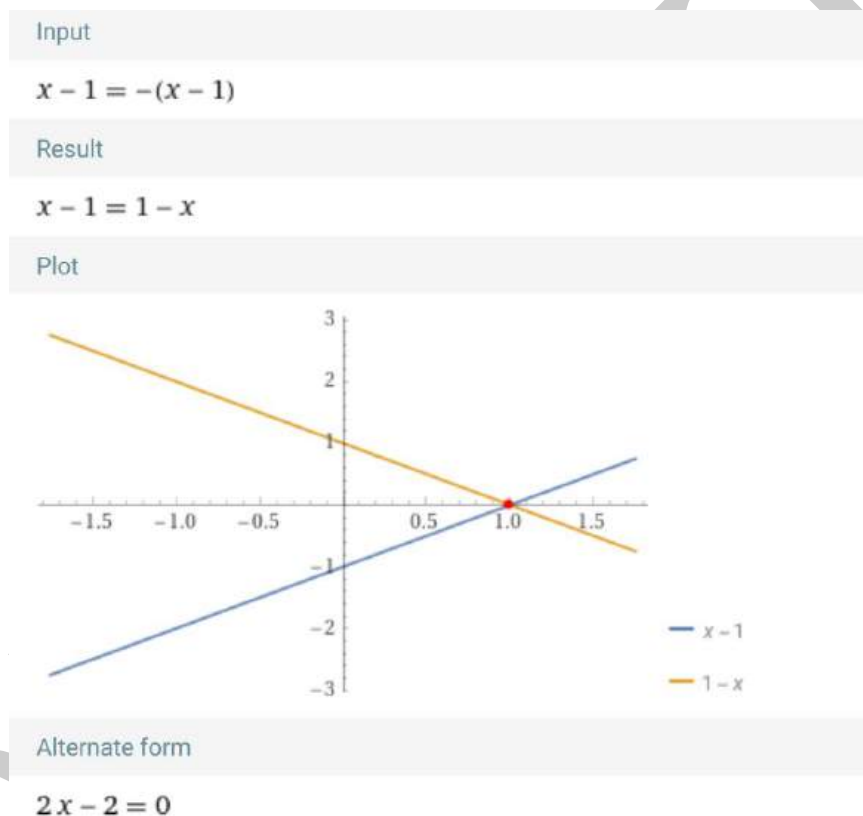 Input
x − 1 = −(x − 1)
Result
x − 1 = 1 − x
Plot
3
2
1
−1.5 −1.0 −0.5 0.5 1.0 1.5
−1
−2
−3
x − 1
1 − x
Alternate form
2 x − 2 = 0